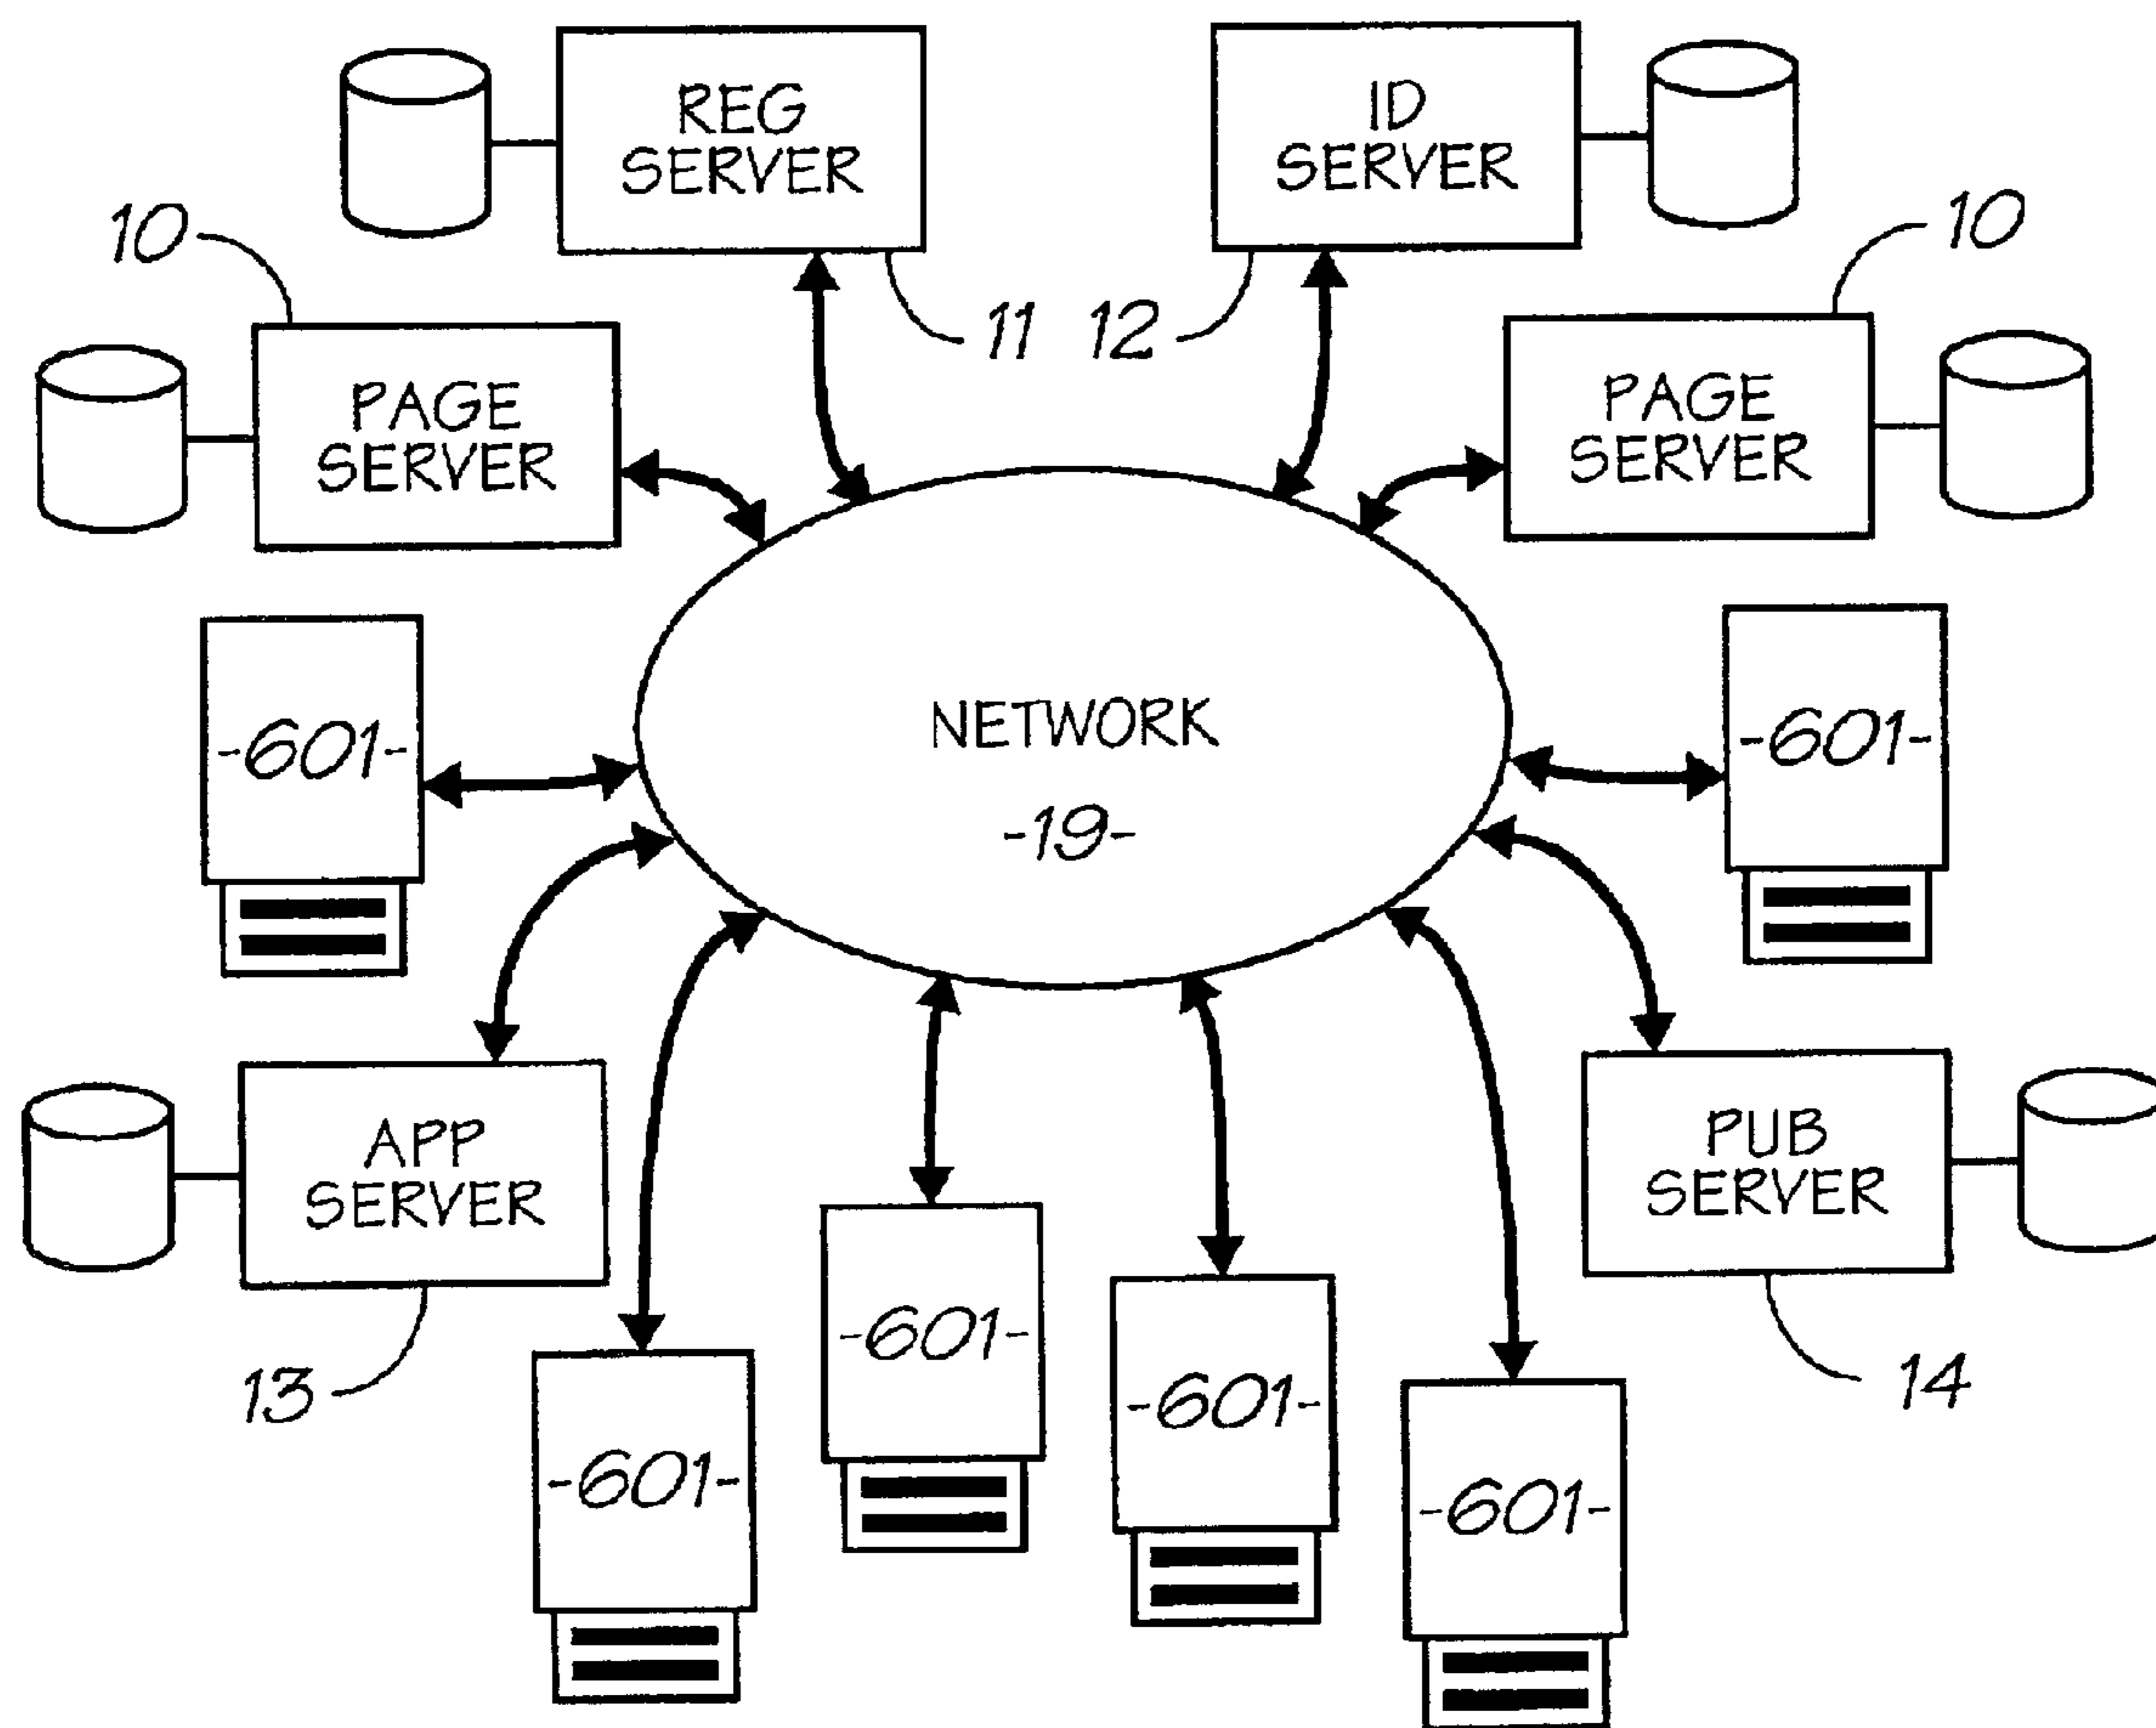 REG
SERVER
ID
SERVER
10
10
11
12
PAGE
SERVER
PAGE
SERVER
NETWORK
-19-
-601-
-601-
APP
SERVER
PUB
SERVER
13
14
-601-
-601-
-601-
-601-